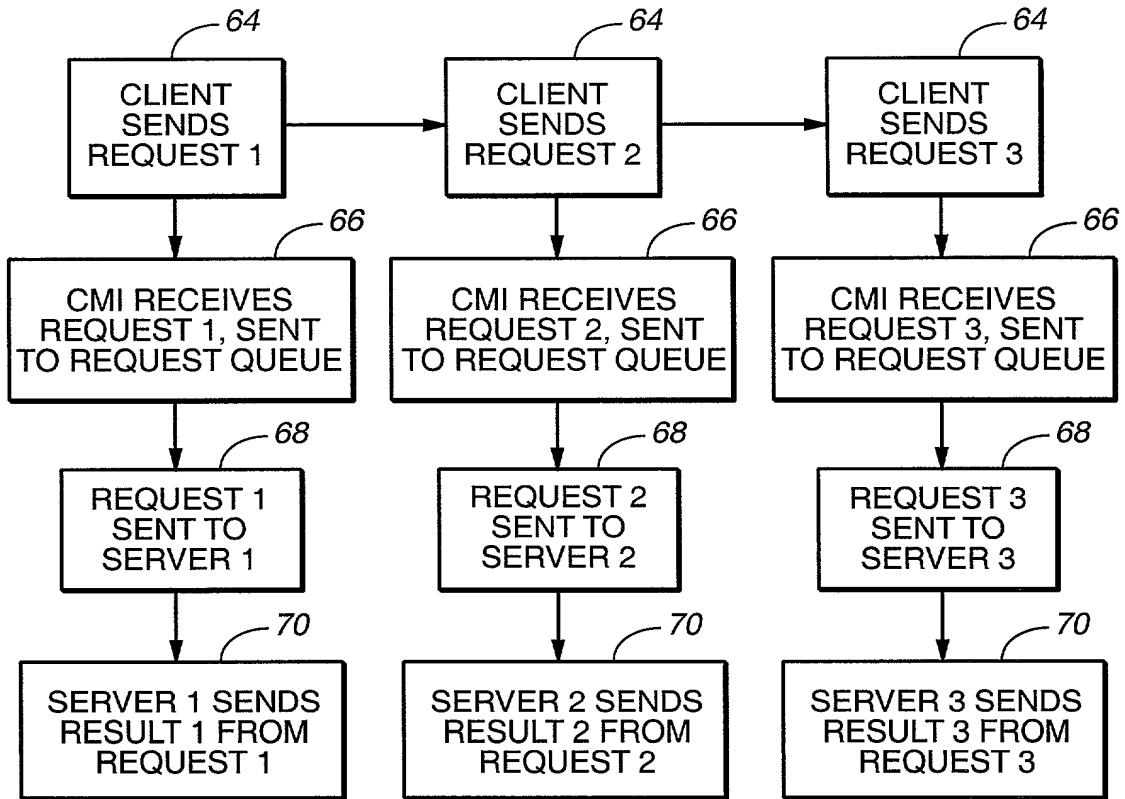 64
64
64
CLIENT
SENDS
REQUEST 1
CLIENT
SENDS
REQUEST 2
CLIENT
SENDS
REQUEST 3
66
66
66
CMI RECEIVES
REQUEST 1, SENT
TO REQUEST QUEUE
CMI RECEIVES
REQUEST 2, SENT
TO REQUEST QUEUE
CMI RECEIVES
REQUEST 3, SENT
TO REQUEST QUEUE
68
68
68
REQUEST 1
SENT TO
SERVER 1
REQUEST 2
SENT TO
SERVER 2
REQUEST 3
SENT TO
SERVER 3
70
70
70
SERVER 1 SENDS
RESULT 1 FROM
REQUEST 1
SERVER 2 SENDS
RESULT 2 FROM
REQUEST 2
SERVER 3 SENDS
RESULT 3 FROM
REQUEST 3